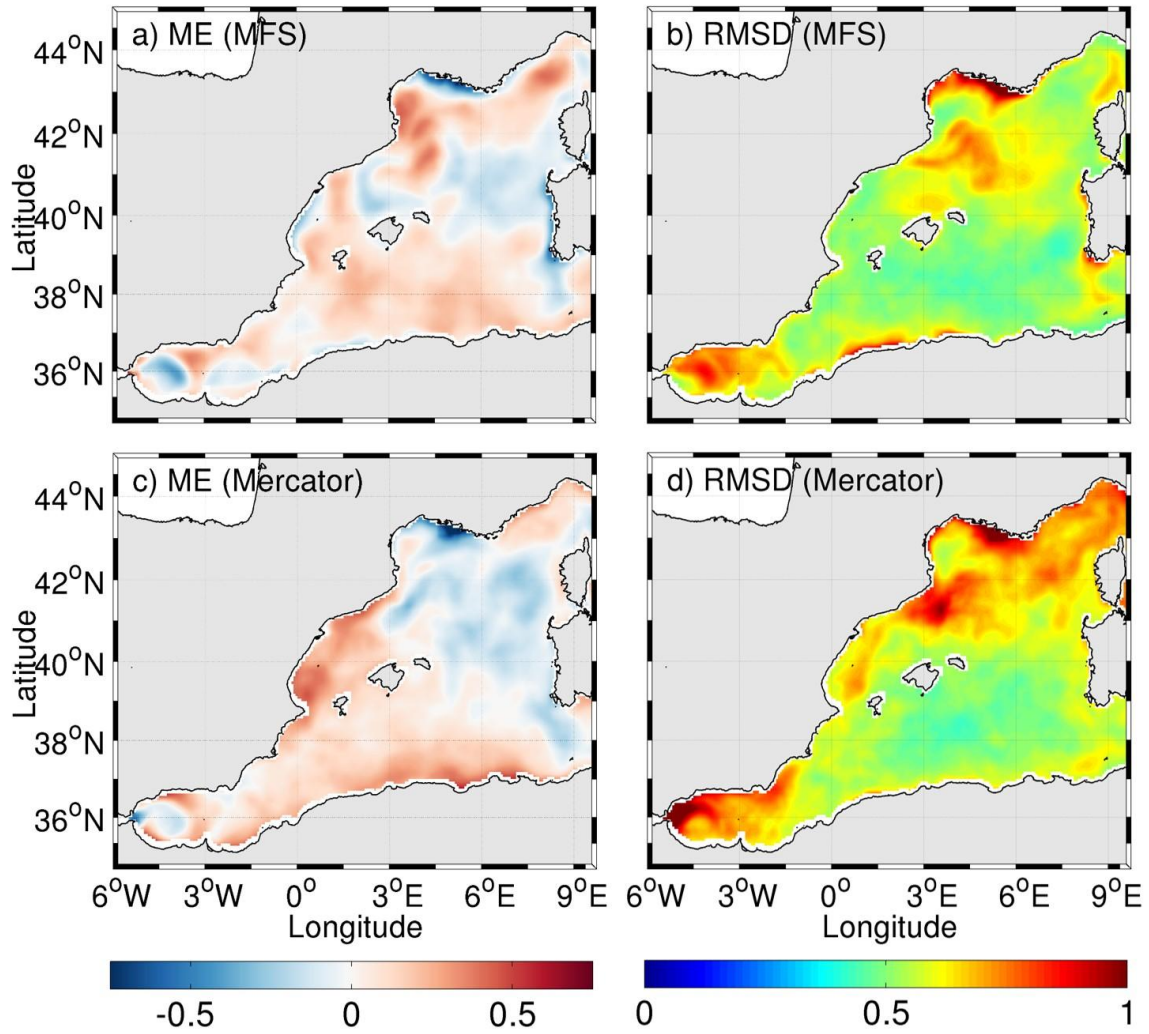 a) ME (MFS)
b) RMSD (MFS)
44°N
42°N
40°N
38°N
36°N
Latitude
c) ME (Mercator)
d) RMSD (Mercator)
44°N
42°N
40°N
38°N
36°N
Latitude
6°W 3°W 0° 3°E 6°E 9°E
6°W 3°W 0° 3°E 6°E 9°E
Longitude
Longitude
-0.5 0 0.5
0 0.5 1